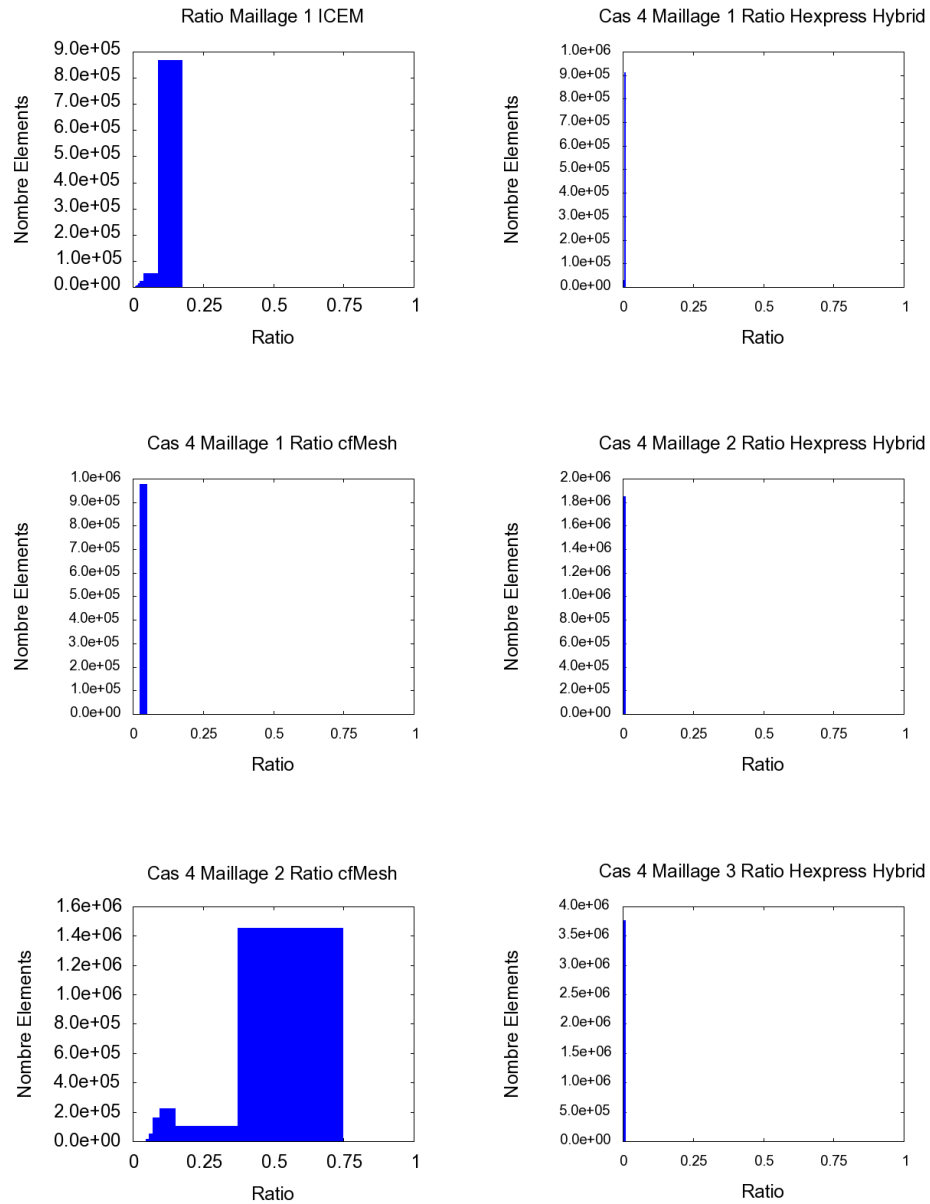 Ratio Maillage 1 ICEM
Nombre Elements
9.0e+05
8.0e+05
7.0e+05
6.0e+05
5.0e+05
4.0e+05
3.0e+05
2.0e+05
1.0e+05
0.0e+00
0 0.25 0.5 0.75 1
Ratio
Cas 4 Maillage 1 Ratio Hexpress Hybrid
Nombre Elements
1.0e+06
9.0e+05
8.0e+05
7.0e+05
6.0e+05
5.0e+05
4.0e+05
3.0e+05
2.0e+05
1.0e+05
0.0e+00
0 0.25 0.5 0.75 1
Ratio
Cas 4 Maillage 1 Ratio cfMesh
Nombre Elements
1.0e+06
9.0e+05
8.0e+05
7.0e+05
6.0e+05
5.0e+05
4.0e+05
3.0e+05
2.0e+05
1.0e+05
0.0e+00
0 0.25 0.5 0.75 1
Ratio
Cas 4 Maillage 2 Ratio Hexpress Hybrid
Nombre Elements
2.0e+06
1.8e+06
1.6e+06
1.4e+06
1.2e+06
1.0e+06
8.0e+05
6.0e+05
4.0e+05
2.0e+05
0.0e+00
0 0.25 0.5 0.75 1
Ratio
Cas 4 Maillage 2 Ratio cfMesh
Nombre Elements
1.6e+06
1.4e+06
1.2e+06
1.0e+06
8.0e+05
6.0e+05
4.0e+05
2.0e+05
0.0e+00
0 0.25 0.5 0.75 1
Ratio
Cas 4 Maillage 3 Ratio Hexpress Hybrid
Nombre Elements
4.0e+06
3.5e+06
3.0e+06
2.5e+06
2.0e+06
1.5e+06
1.0e+06
5.0e+05
0.0e+00
0 0.25 0.5 0.75 1
Ratio